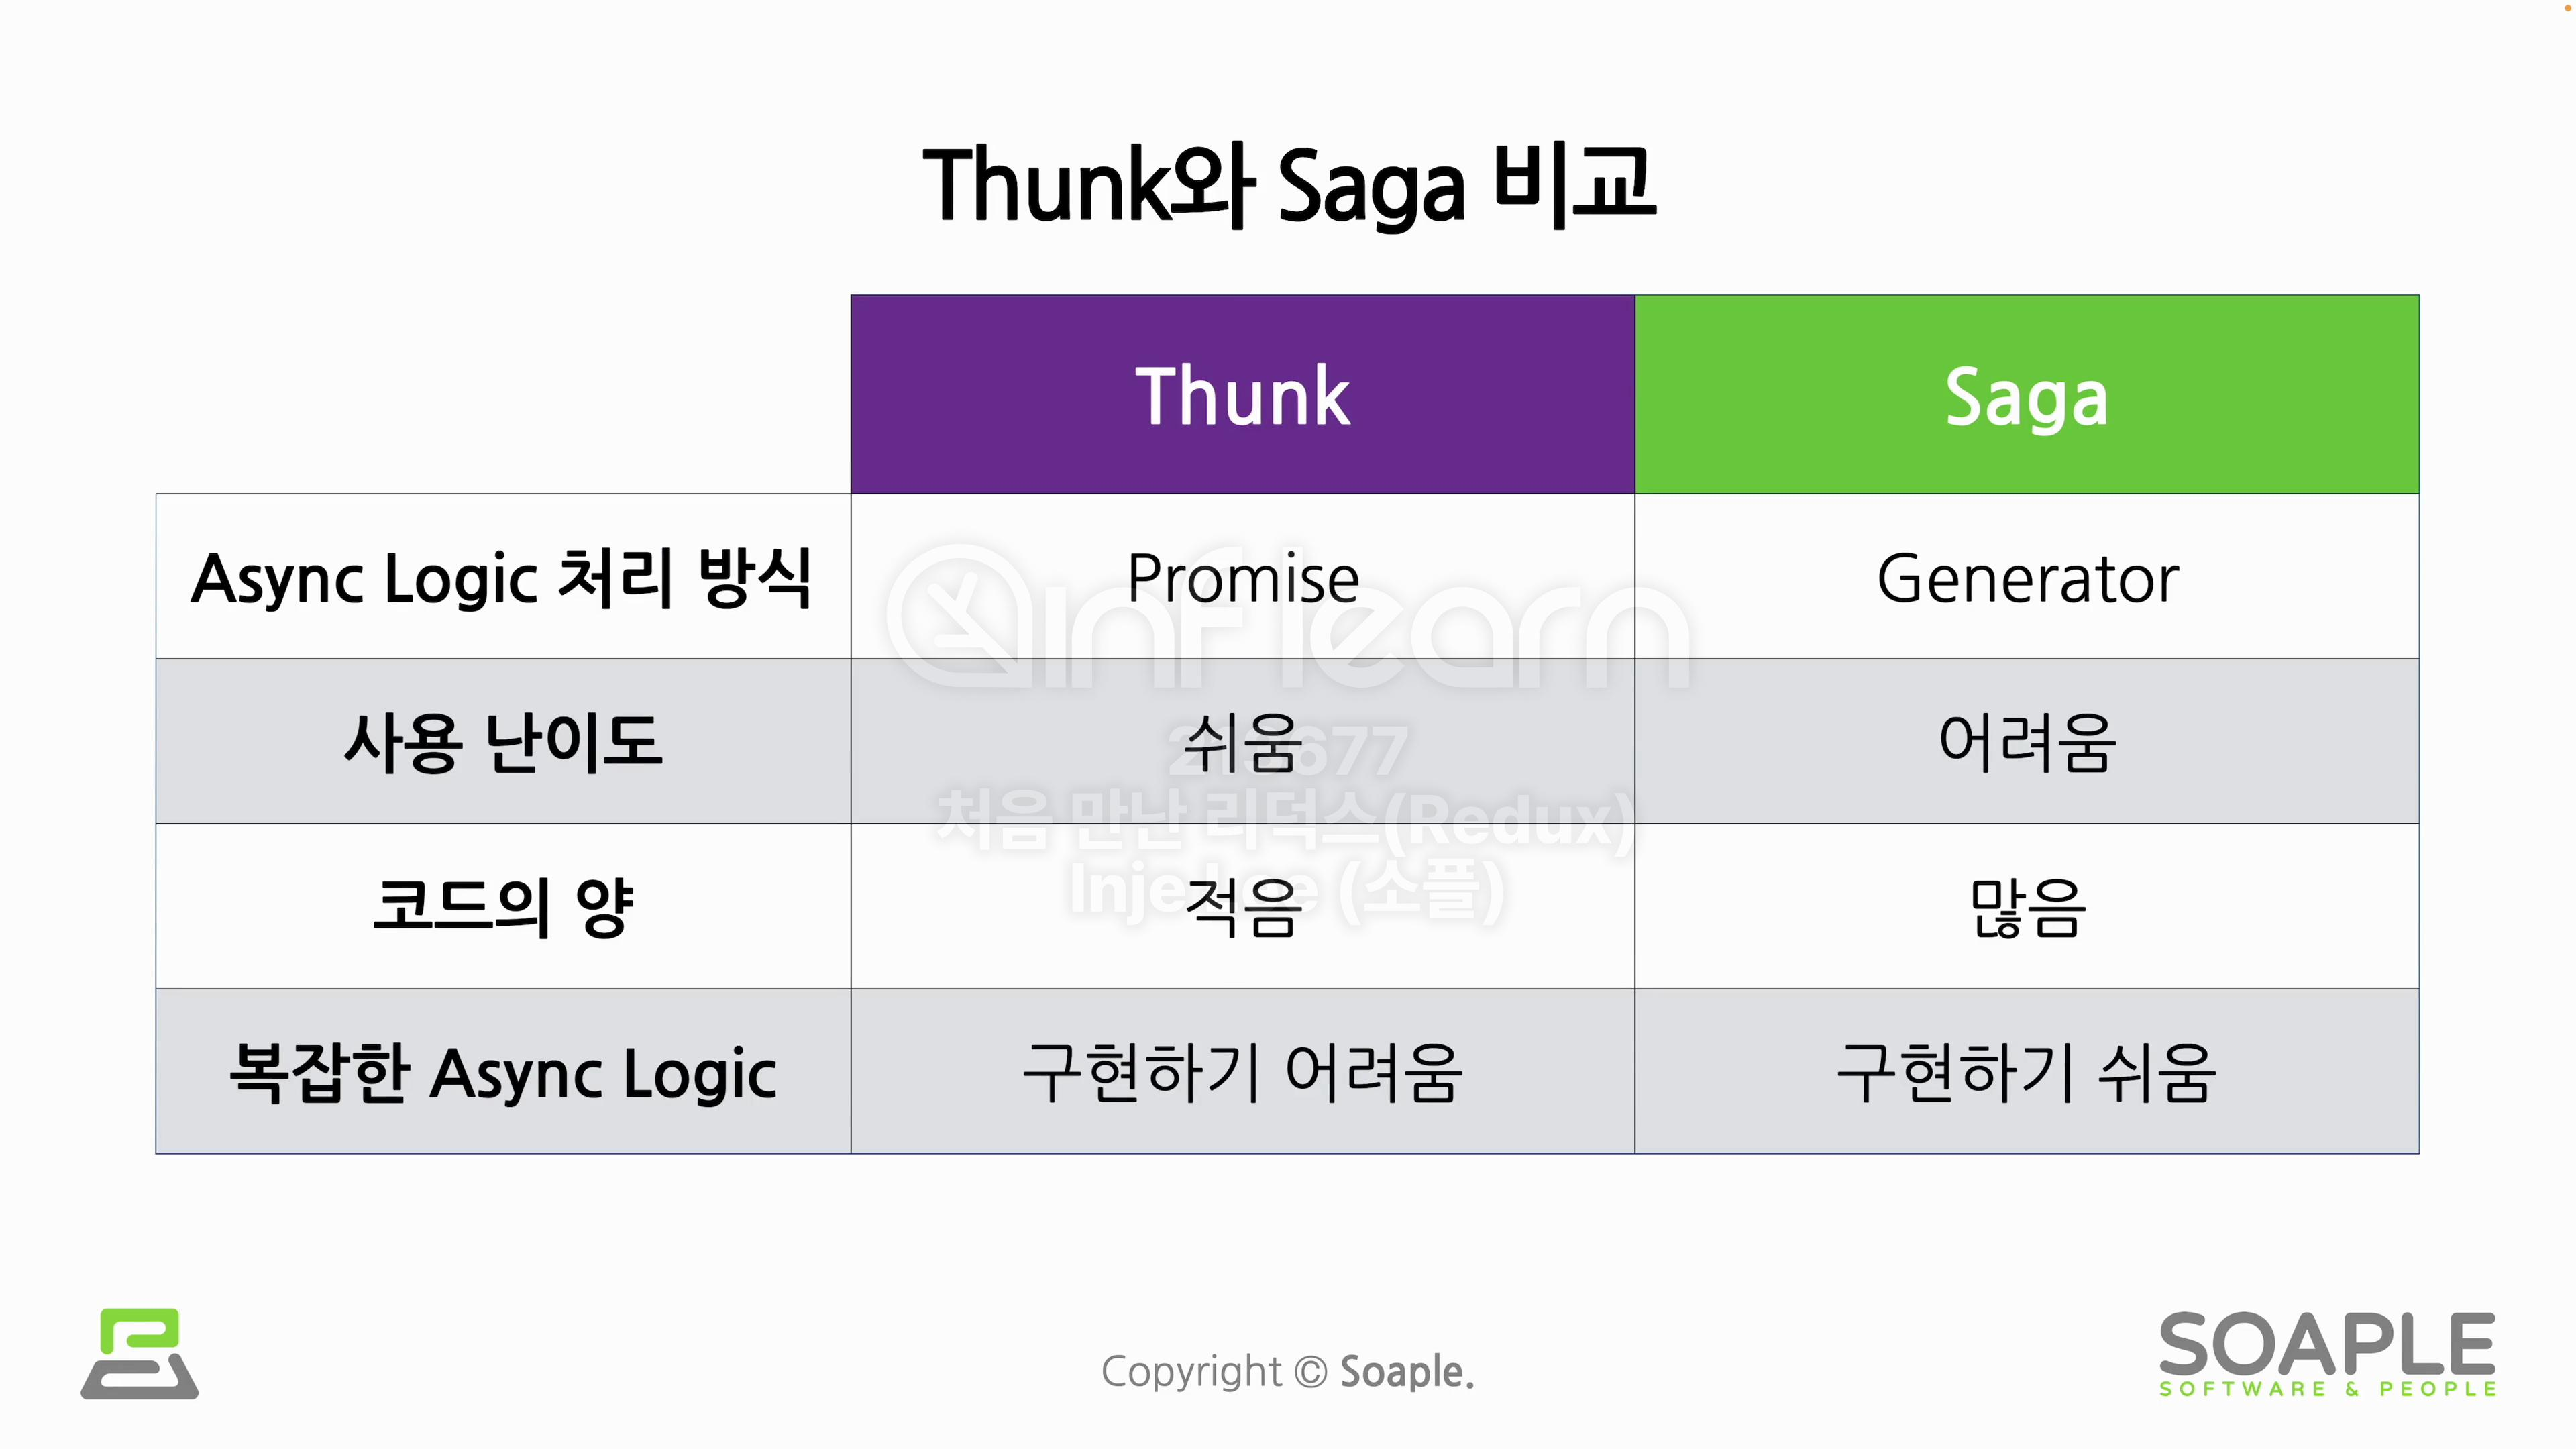 Thunk와 Saga 비교
Thunk Saga
Async Logic 처리 방식 Promise Generator
사용 난이도 쉬움 어려움
코드의 양 적음 많음
복잡한 Async Logic 구현하기 어려움 구현하기 쉬움
inflearn
처음 만난 리덕스(Redux)
Inje Lee (소플)
Copyright © Soaple.
SOAPLE
SOFTWARE & PEOPLE